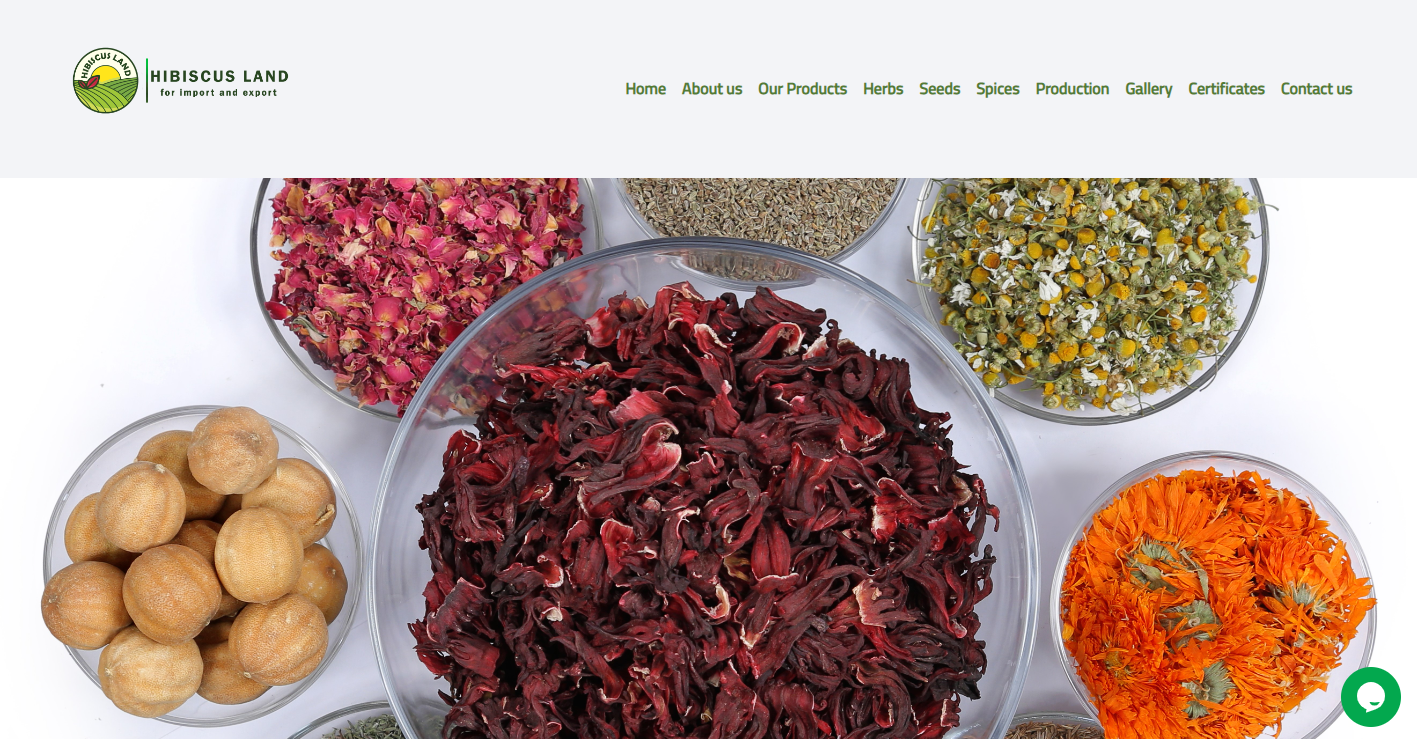 HIBISCUS LAND
HIBISCUS LAND
for import and export
Home About us Our Products Herbs Seeds Spices Production Gallery Certificates Contact us